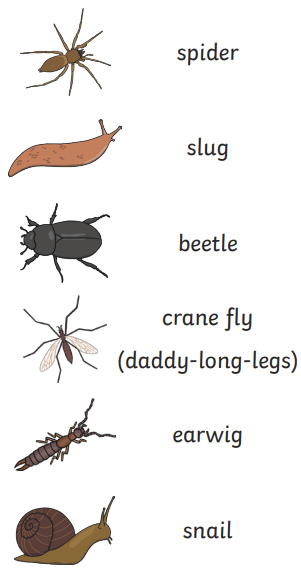 spider
slug
beetle
crane fly
(daddy-long-legs)
earwig
snail